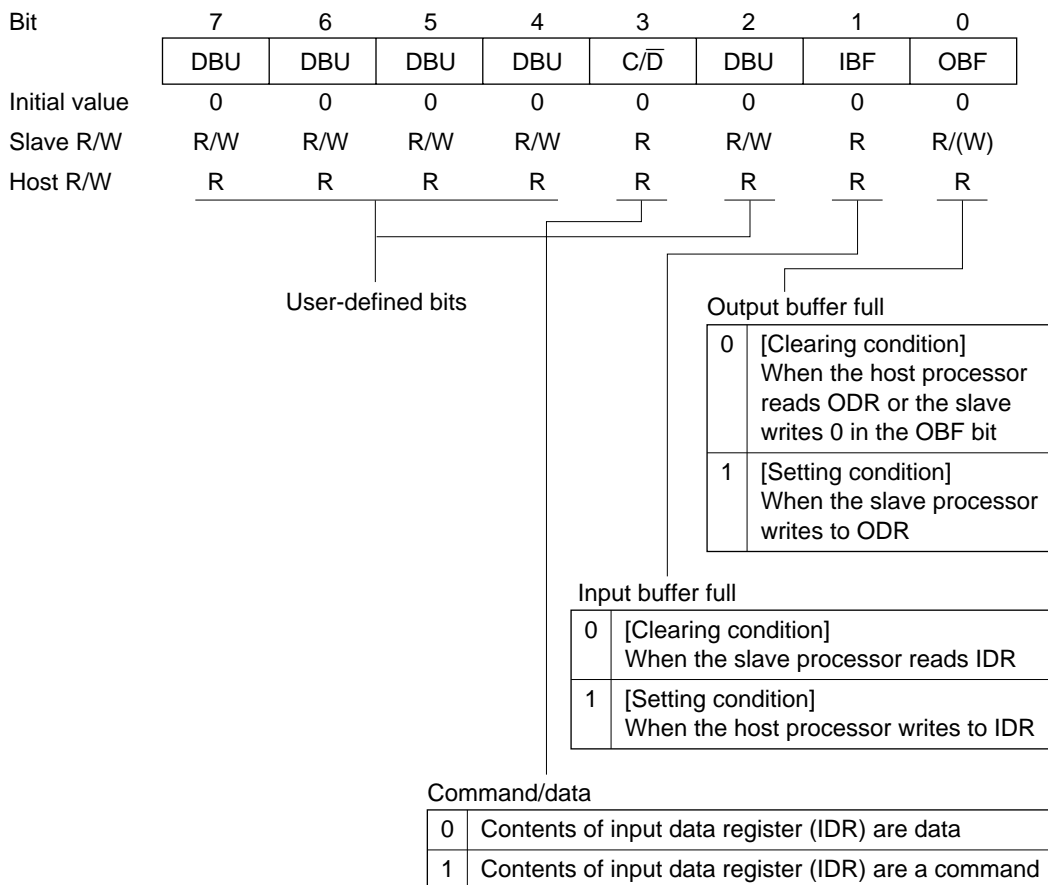 Bit 7 6 5 4 3 2 1 0
DBU DBU DBU DBU C/D̅ DBU IBF OBF
Initial value 0 0 0 0 0 0 0 0
Slave R/W R/W R/W R/W R/W R R/W R R/(W)
Host R/W R R R R R R R R
User-defined bits
Output buffer full
0 [Clearing condition]
When the host processor
reads ODR or the slave
writes 0 in the OBF bit
1 [Setting condition]
When the slave processor
writes to ODR
Input buffer full
0 [Clearing condition]
When the slave processor reads IDR
1 [Setting condition]
When the host processor writes to IDR
Command/data
0 Contents of input data register (IDR) are data
1 Contents of input data register (IDR) are a command